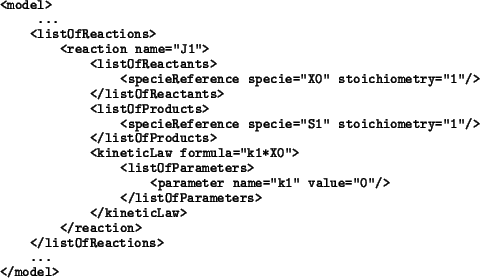 <model>
...
<listOfReactions>
<reaction name="J1">
<listOfReactants>
<specieReference specie="X0" stoichiometry="1"/>
</listOfReactants>
<listOfProducts>
<specieReference specie="S1" stoichiometry="1"/>
</listOfProducts>
<kineticLaw formula="k1*X0">
<listOfParameters>
<parameter name="k1" value="0"/>
</listOfParameters>
</kineticLaw>
</reaction>
</listOfReactions>
...
</model>